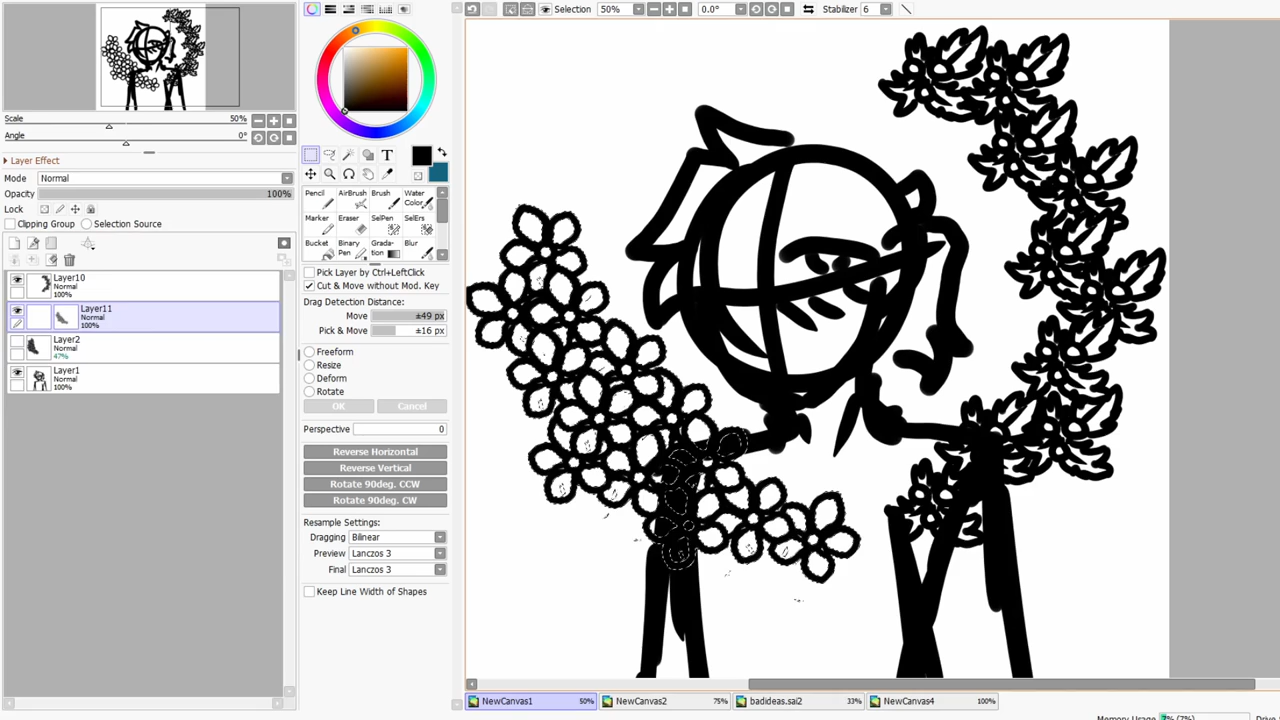 Selection 50% 0.0° Stabilizer 6
Scale 50%
Angle 0°
Layer Effect
Mode Normal
Opacity 100%
Lock
Clipping Group Selection Source
Layer10
Normal
100%
Layer11
Normal
100%
Layer2
Normal
47%
Layer1
Normal
100%
T
Pencil AirBrush Brush Water Color
Marker Eraser SelPen SelErs
Bucket Binary Pen Grada- tion Blur
Pick Layer by Ctrl+LeftClick
Cut & Move without Mod. Key
Drag Detection Distance:
Move ±49 px
Pick & Move ±16 px
Freeform
Resize
Deform
Rotate
OK Cancel
Perspective 0
Reverse Horizontal
Reverse Vertical
Rotate 90deg. CCW
Rotate 90deg. CW
Resample Settings:
Dragging Bilinear
Preview Lanczos 3
Final Lanczos 3
Keep Line Width of Shapes
NewCanvas1 50% NewCanvas2 75% badideas.sai2 33% NewCanvas4 100%
Memory Usage 7% (7%) Drive